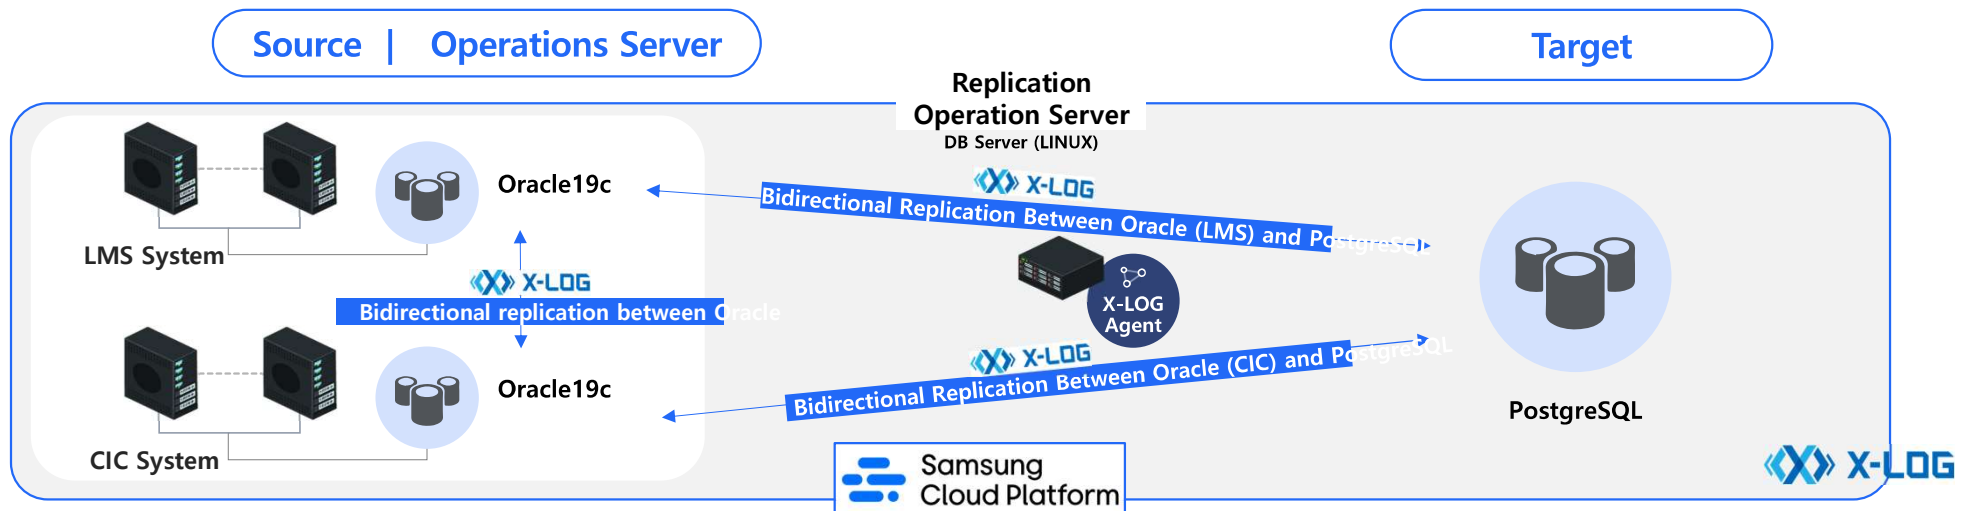 Source | Operations Server
Target
Replication
Operation Server
DB Server (LINUX)
X-LOG
Bidirectional Replication Between Oracle (LMS) and PostgreSQL
Oracle19c
LMS System
X-LOG
Bidirectional replication between Oracle
X-LOG
Agent
X-LOG
Bidirectional Replication Between Oracle (CIC) and PostgreSQL
Oracle19c
CIC System
PostgreSQL
Samsung
Cloud Platform
X-LOG